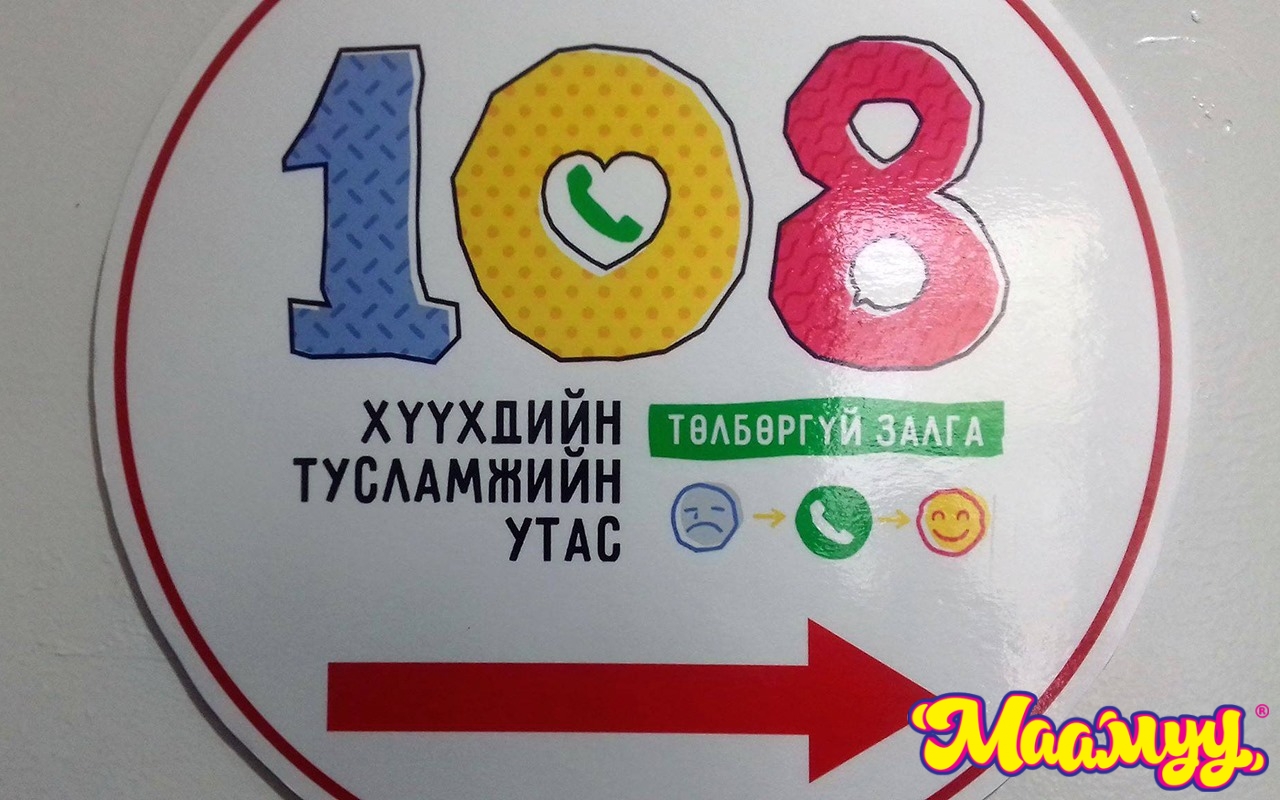 108
ХҮҮХДИЙН
ТУСЛАМЖИЙН
УТАС
ТӨЛБӨРГҮЙ ЗАЛГА
Маамуу
®